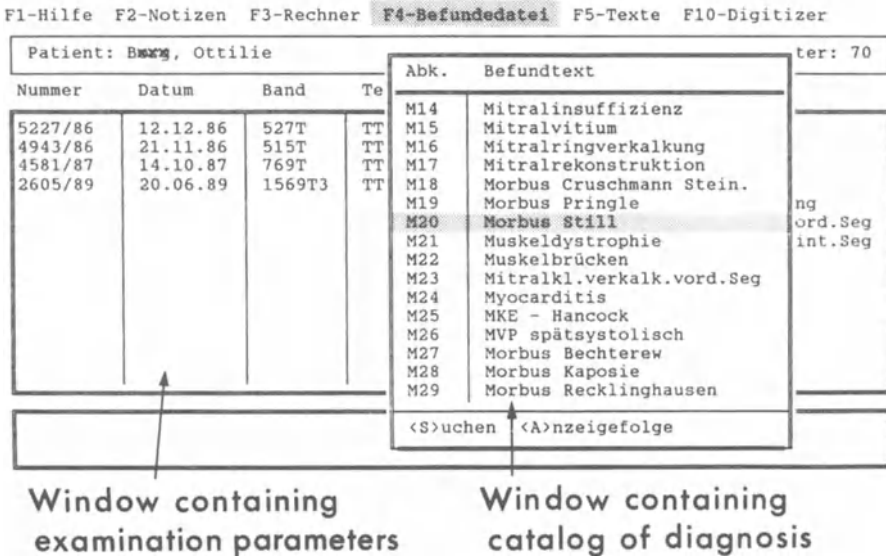 F1-Hilfe F2-Notizen F3-Rechner F4-Befundedatei F5-Texte F10-Digitizer
Patient: Ottilie
ter: 70
Nummer Datum Band Te
5227/86 12.12.86 527T TT
4943/86 21.11.86 515T TT
4581/87 14.10.87 769T TT
2605/89 20.06.89 1569T3 TT
Abk. Befundtext
M14 Mitralinsuffizienz
M15 Mitralvitium
M16 Mitralringverkalkung
M17 Mitralrekonstruktion
M18 Morbus Cruschmann Stein.
M19 Morbus Pringle
M20 Morbus Still
M21 Muskeldystrophie
M22 Muskelbrücken
M23 Mitralkl.verkalk.vord.Seg
M24 Myocarditis
M25 MKE - Hancock
M26 MVP spätsystolisch
M27 Morbus Bechterew
M28 Morbus Kaposie
M29 Morbus Recklinghausen
<S>uchen <A>nzeigefolge
ng
ord.Seg
int.Seg
Window containing
examination parameters
Window containing
catalog of diagnosis